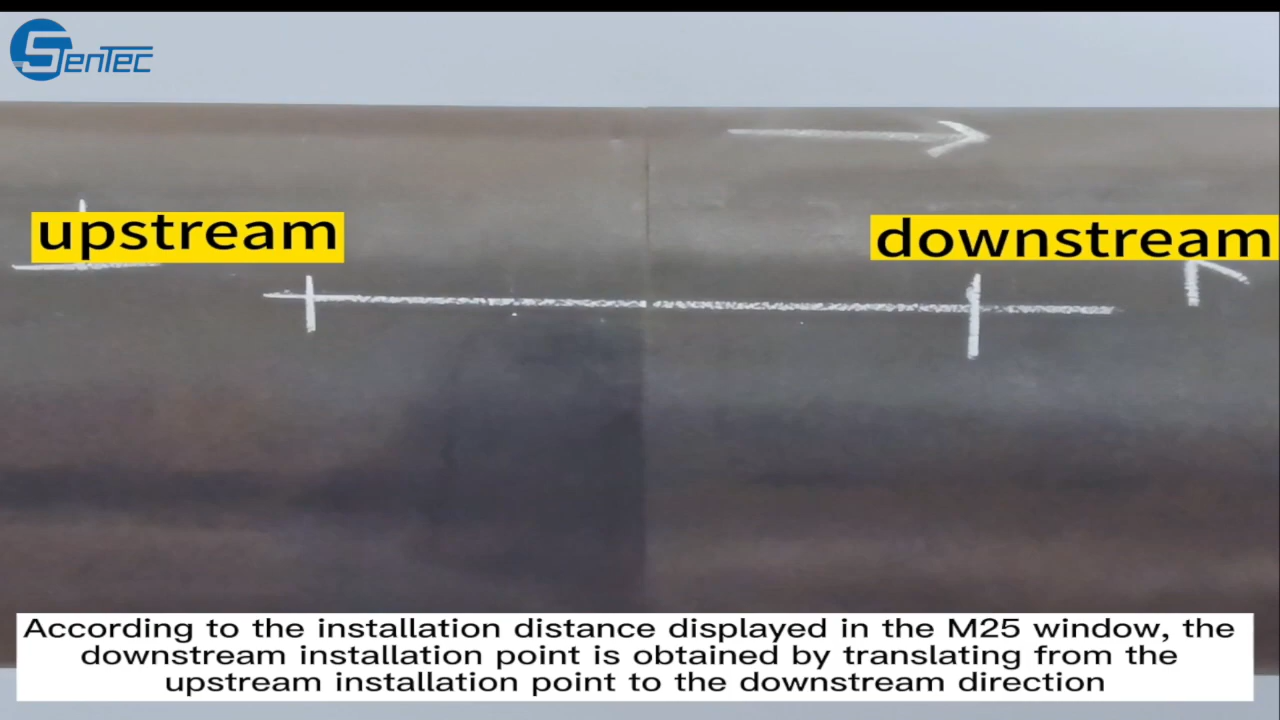 SenTec
upstream
downstream
According to the installation distance displayed in the M25 window, the
downstream installation point is obtained by translating from the
upstream installation point to the downstream direction